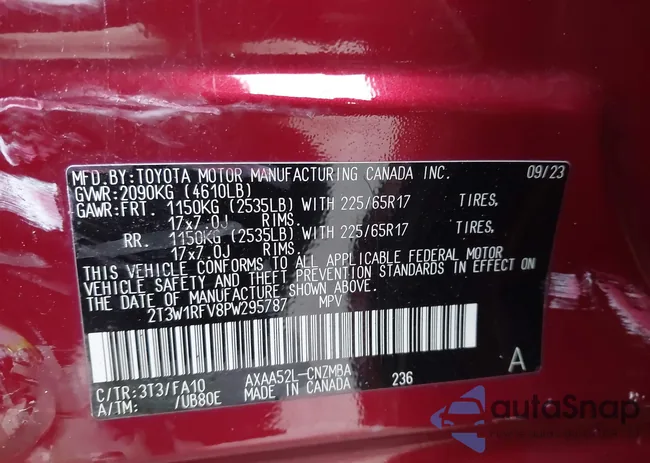 MFD.BY:TOYOTA MOTOR MANUFACTURING CANADA INC. 09/23
GVWR:2090KG (4610LB)
GAWR:FRT. 1150KG (2535LB) WITH 225/65R17 TIRES,
17x7.0J RIMS.
RR. 1150KG (2535LB) WITH 225/65R17 TIRES,
17x7.0J RIMS.
THIS VEHICLE CONFORMS TO ALL APPLICABLE FEDERAL MOTOR
VEHICLE SAFETY AND THEFT PREVENTION STANDARDS IN EFFECT ON
THE DATE OF MANUFACTURE SHOWN ABOVE.
2T3W1RFV8PW295787 MPV
C/TR:3T3/FA10 AXAA52L-CNZMBA 236 A
A/TM: /UB80E MADE IN CANADA
autoSnap